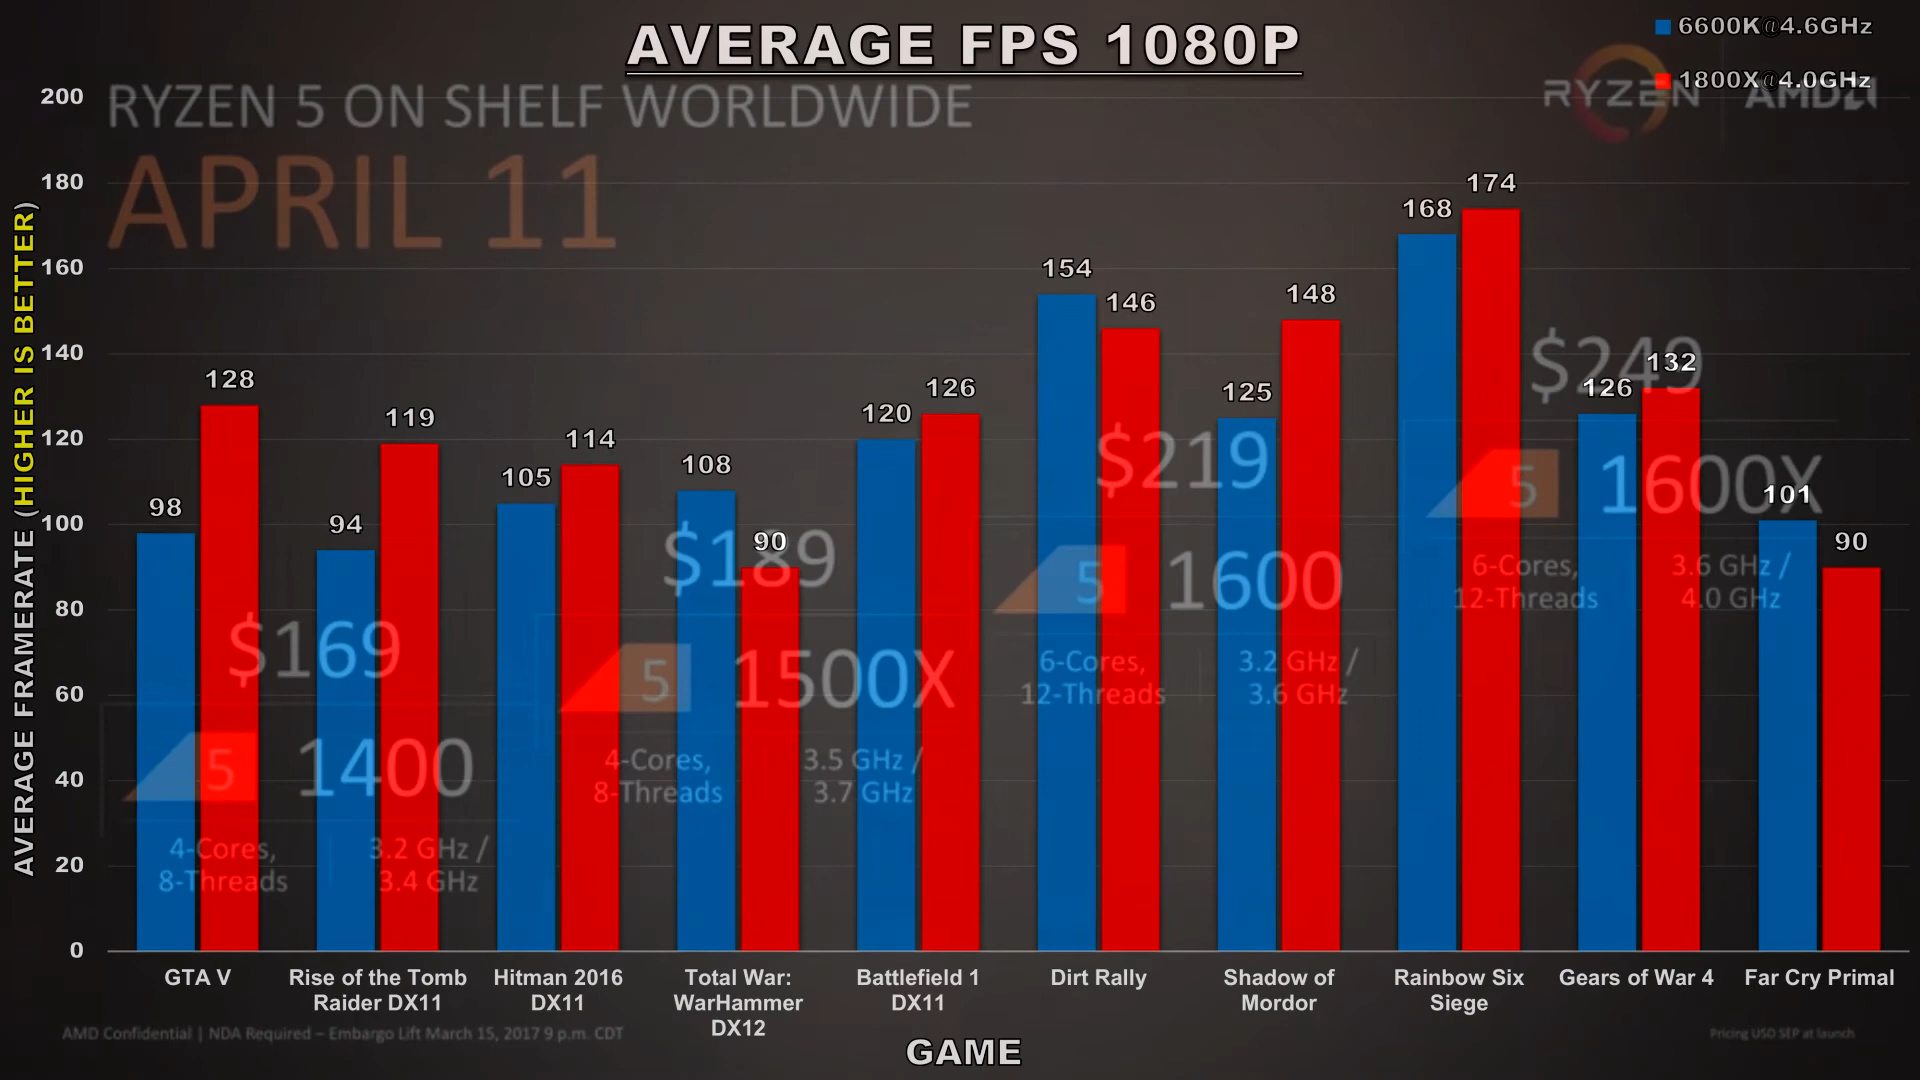 AVERAGE FPS 1080P
6600K@4.6GHz
1800X@4.0GHz
RYZEN AMD
RYZEN 5 ON SHELF WORLDWIDE
APRIL 11
AVERAGE FRAMERATE (HIGHER IS BETTER)
200
180
160
140
120
100
80
60
40
20
0
98 128
94 119
105 114
108 90
120 126
154 146
125 148
168 174
126 132
101 90
$169
5 1400
4-Cores, 3.2 GHz /
8-Threads 3.4 GHz
$189
5 1500X
4-Cores, 3.5 GHz /
8-Threads 3.7 GHz
$219
5 1600
6-Cores, 3.2 GHz /
12-Threads 3.6 GHz
$249
5 1600X
6-Cores, 3.6 GHz /
12-Threads 4.0 GHz
GTA V
Rise of the Tomb
Raider DX11
Hitman 2016
DX11
Total War:
WarHammer
DX12
Battlefield 1
DX11
Dirt Rally
Shadow of
Mordor
Rainbow Six
Siege
Gears of War 4
Far Cry Primal
AMD Confidential | NDA Required – Embargo Lift March 15, 2017 9 p.m. CDT
Pricing USD SEP at launch
GAME